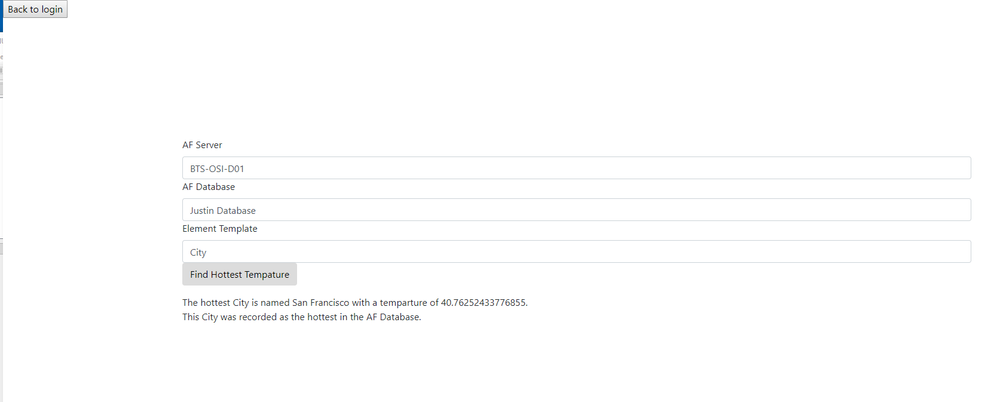 Back to login
AF Server
BTS-OSI-D01
AF Database
Justin Database
Element Template
City
Find Hottest Tempature
The hottest City is named San Francisco with a temparture of 40.76252433776855.
This City was recorded as the hottest in the AF Database.